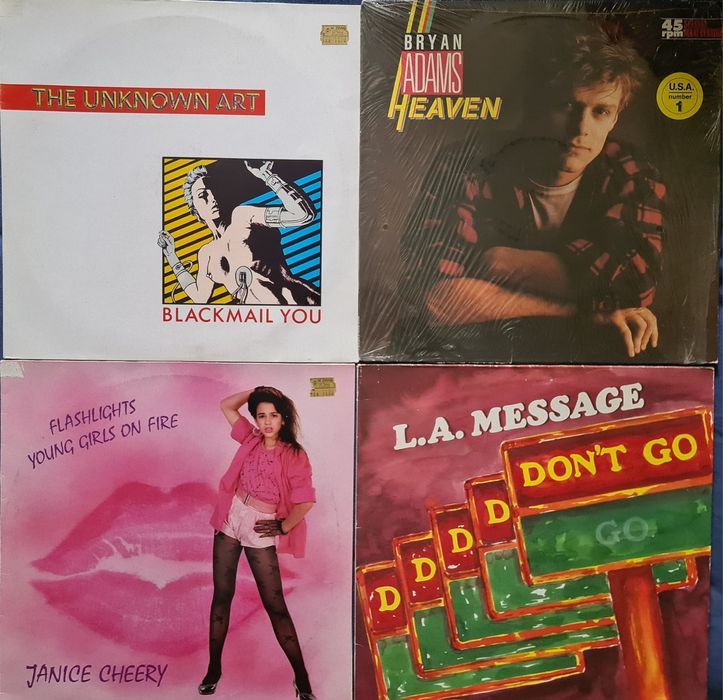 THE UNKNOWN ART
BLACKMAIL YOU
BRYAN
ADAMS
HEAVEN
45
rpm
U.S.A.
number
1
FLASHLIGHTS
YOUNG GIRLS ON FIRE
JANICE CHEERY
L.A. MESSAGE
DON'T GO
GO
D
D
D
D